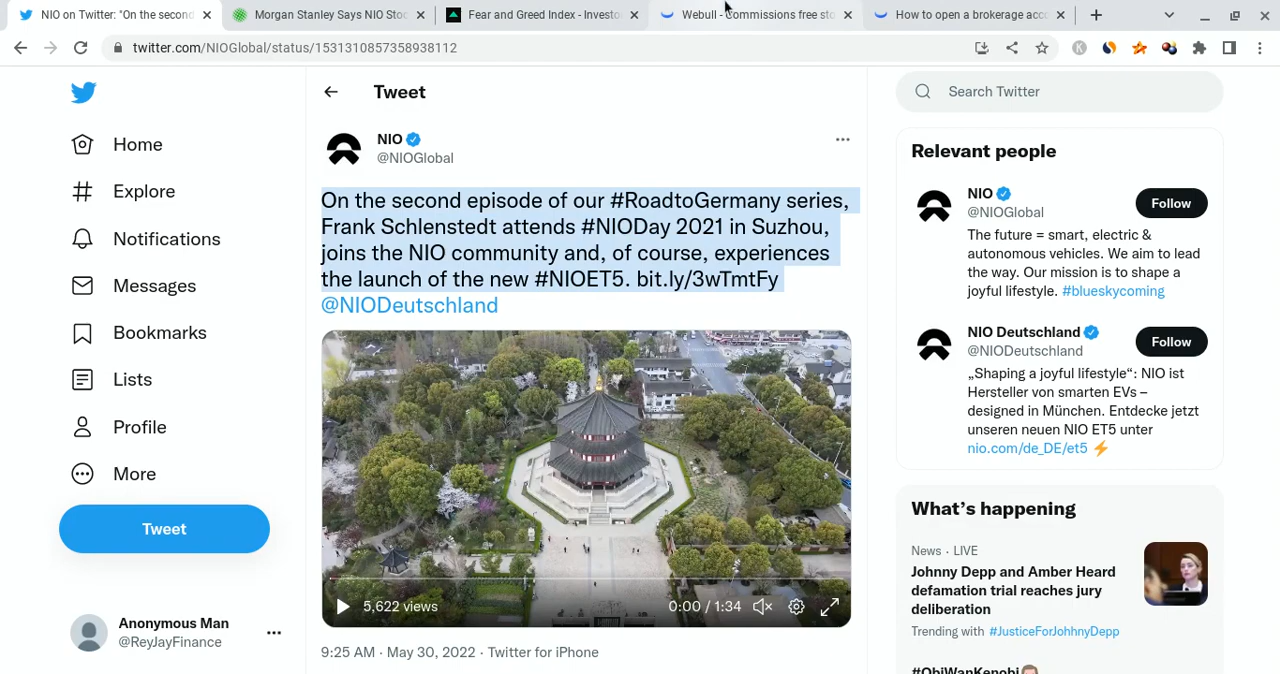 NIO on Twitter: "On the second
Morgan Stanley Says NIO Stoc
Fear and Greed Index - Investo
Webull - Commissions free sto
How to open a brokerage acco
twitter.com/NIOGlobal/status/1531310857358938112
Home
Explore
Notifications
Messages
Bookmarks
Lists
Profile
More
Tweet
Anonymous Man
@ReyJayFinance
Tweet
NIO
@NIOGlobal
On the second episode of our #RoadtoGermany series,
Frank Schlenstedt attends #NIODay 2021 in Suzhou,
joins the NIO community and, of course, experiences
the launch of the new #NIOET5. bit.ly/3wTmtFy
@NIODeutschland
5,622 views
0:00 / 1:34
9:25 AM · May 30, 2022 · Twitter for iPhone
Search Twitter
Relevant people
NIO
@NIOGlobal
Follow
The future = smart, electric &
autonomous vehicles. We aim to lead
the way. Our mission is to shape a
joyful lifestyle. #blueskycoming
NIO Deutschland
@NIODeutschland
Follow
„Shaping a joyful lifestyle“: NIO ist
Hersteller von smarten EVs –
designed in München. Entdecke jetzt
unseren neuen NIO ET5 unter
nio.com/de_DE/et5 ⚡
What's happening
News · LIVE
Johnny Depp and Amber Heard
defamation trial reaches jury
deliberation
Trending with #JusticeForJohhnyDepp
#ObiWanKenobi